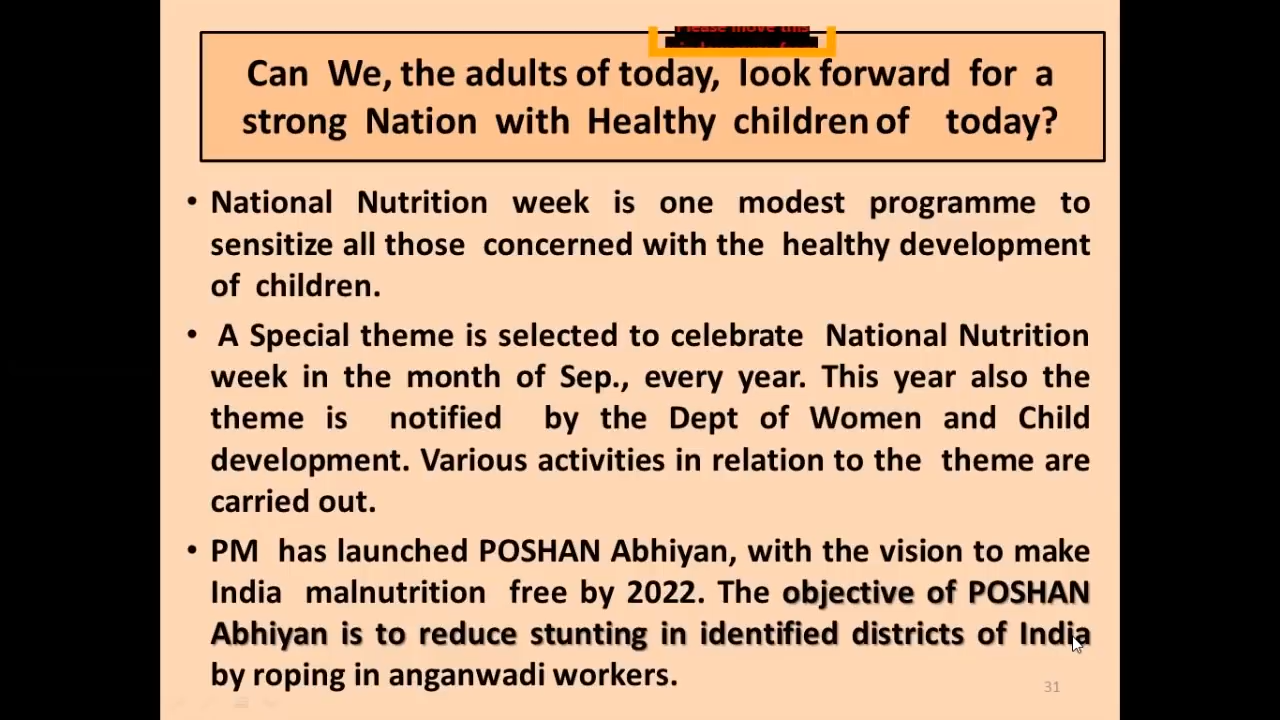 Please move this
Can We, the adults of today, look forward for a
strong Nation with Healthy children of today?
• National Nutrition week is one modest programme to
sensitize all those concerned with the healthy development
of children.
• A Special theme is selected to celebrate National Nutrition
week in the month of Sep., every year. This year also the
theme is notified by the Dept of Women and Child
development. Various activities in relation to the theme are
carried out.
• PM has launched POSHAN Abhiyan, with the vision to make
India malnutrition free by 2022. The objective of POSHAN
Abhiyan is to reduce stunting in identified districts of India
by roping in anganwadi workers.
31